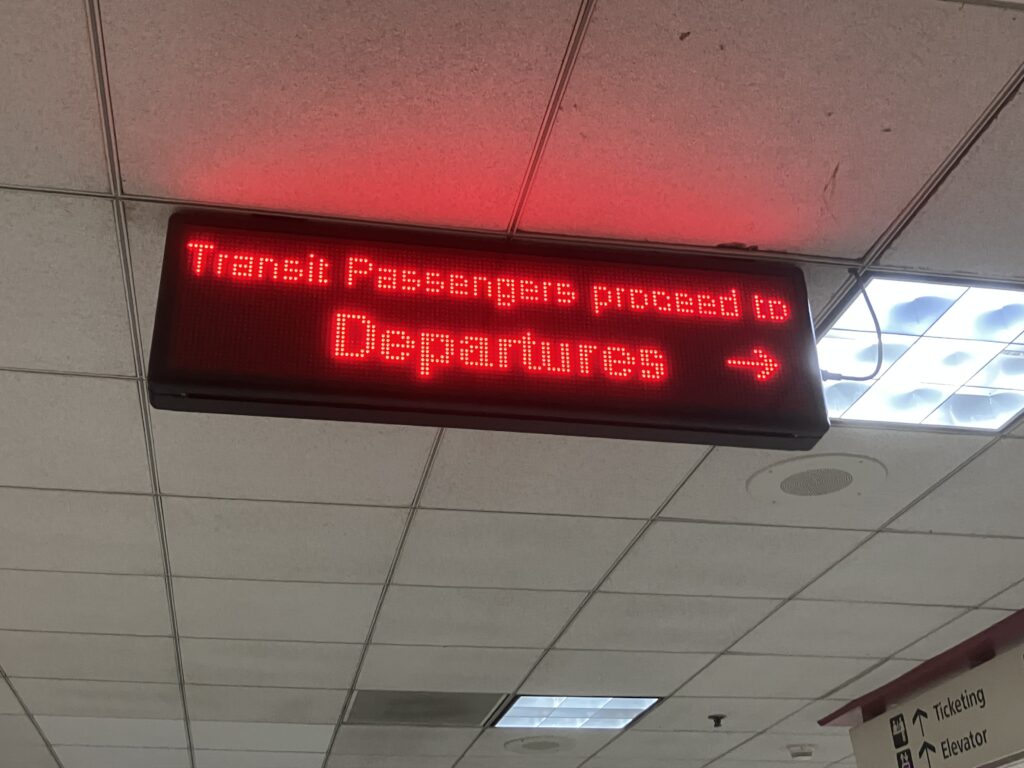 Transit Passengers proceed to
Departures →
↑ Ticketing
↑ Elevator